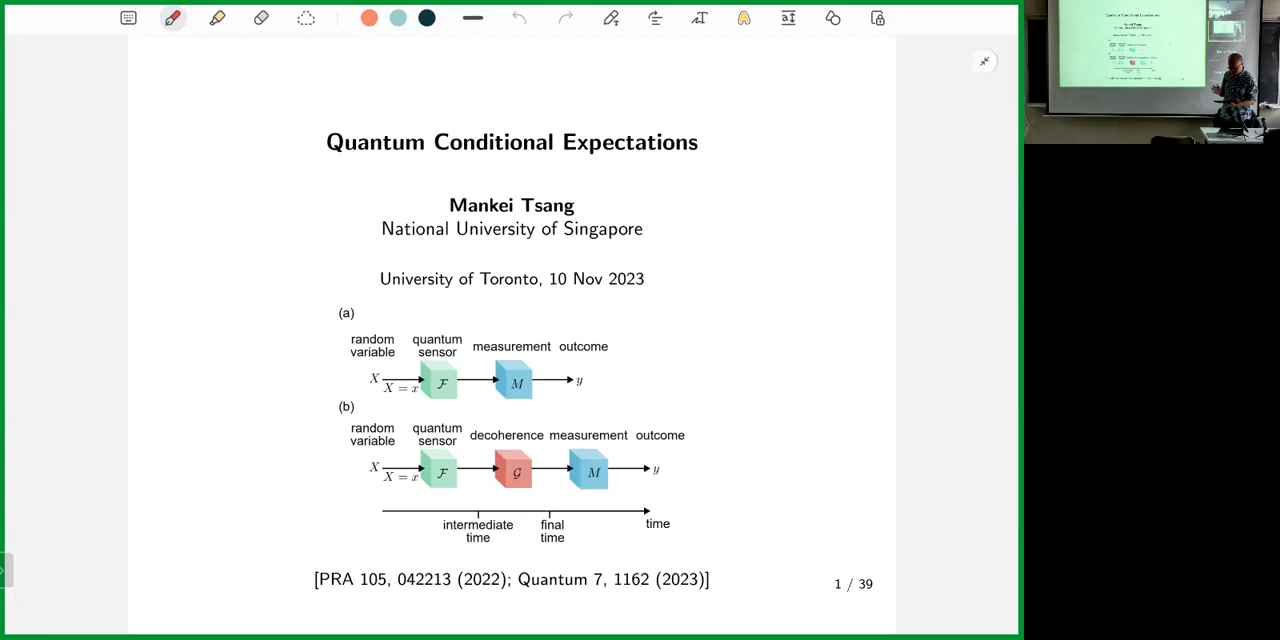 Quantum Conditional Expectations
Mankei Tsang
National University of Singapore
University of Toronto, 10 Nov 2023
(a)
random variable
quantum sensor
measurement
outcome
X
X = x
F
M
y
(b)
random variable
quantum sensor
decoherence
measurement
outcome
X
X = x
F
G
M
y
intermediate time
final time
time
[PRA 105, 042213 (2022); Quantum 7, 1162 (2023)]
1 / 39